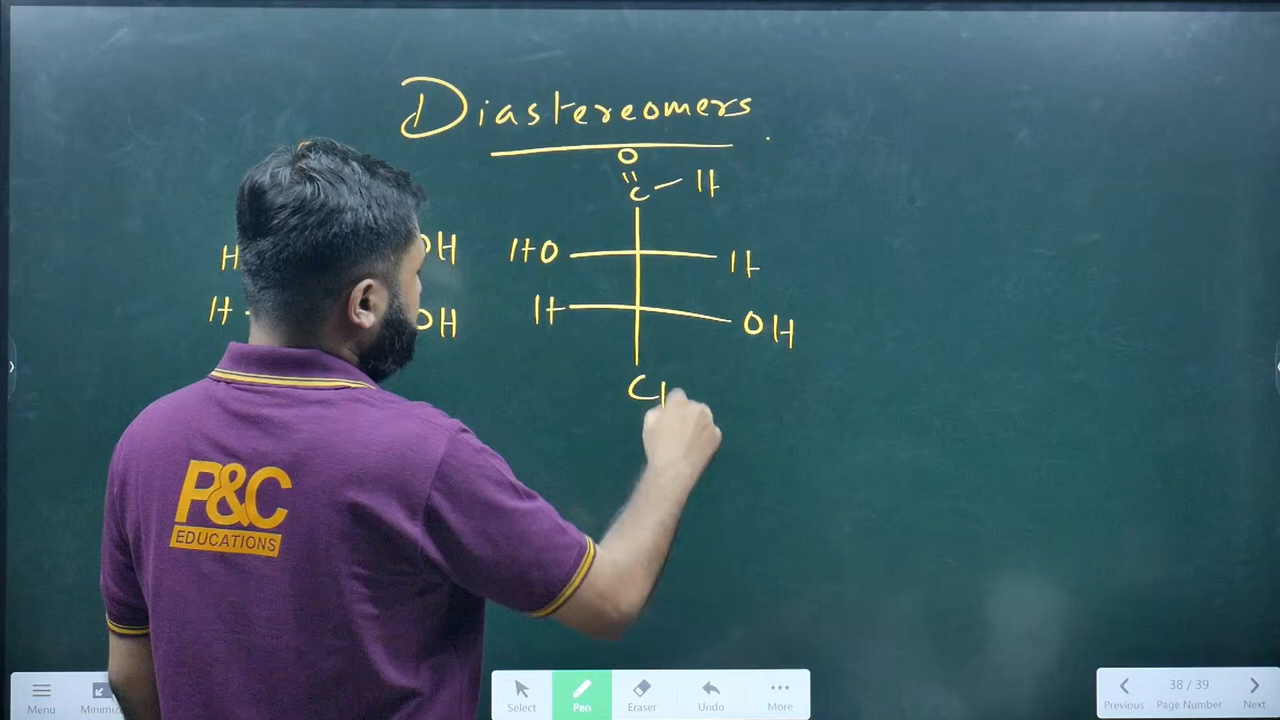 Diastereomers
O
C-H
H OH HO H
H OH H OH
C
P&C
EDUCATIONS
Menu Select Pen Eraser Undo More Previous 38 / 39 Page Number Next